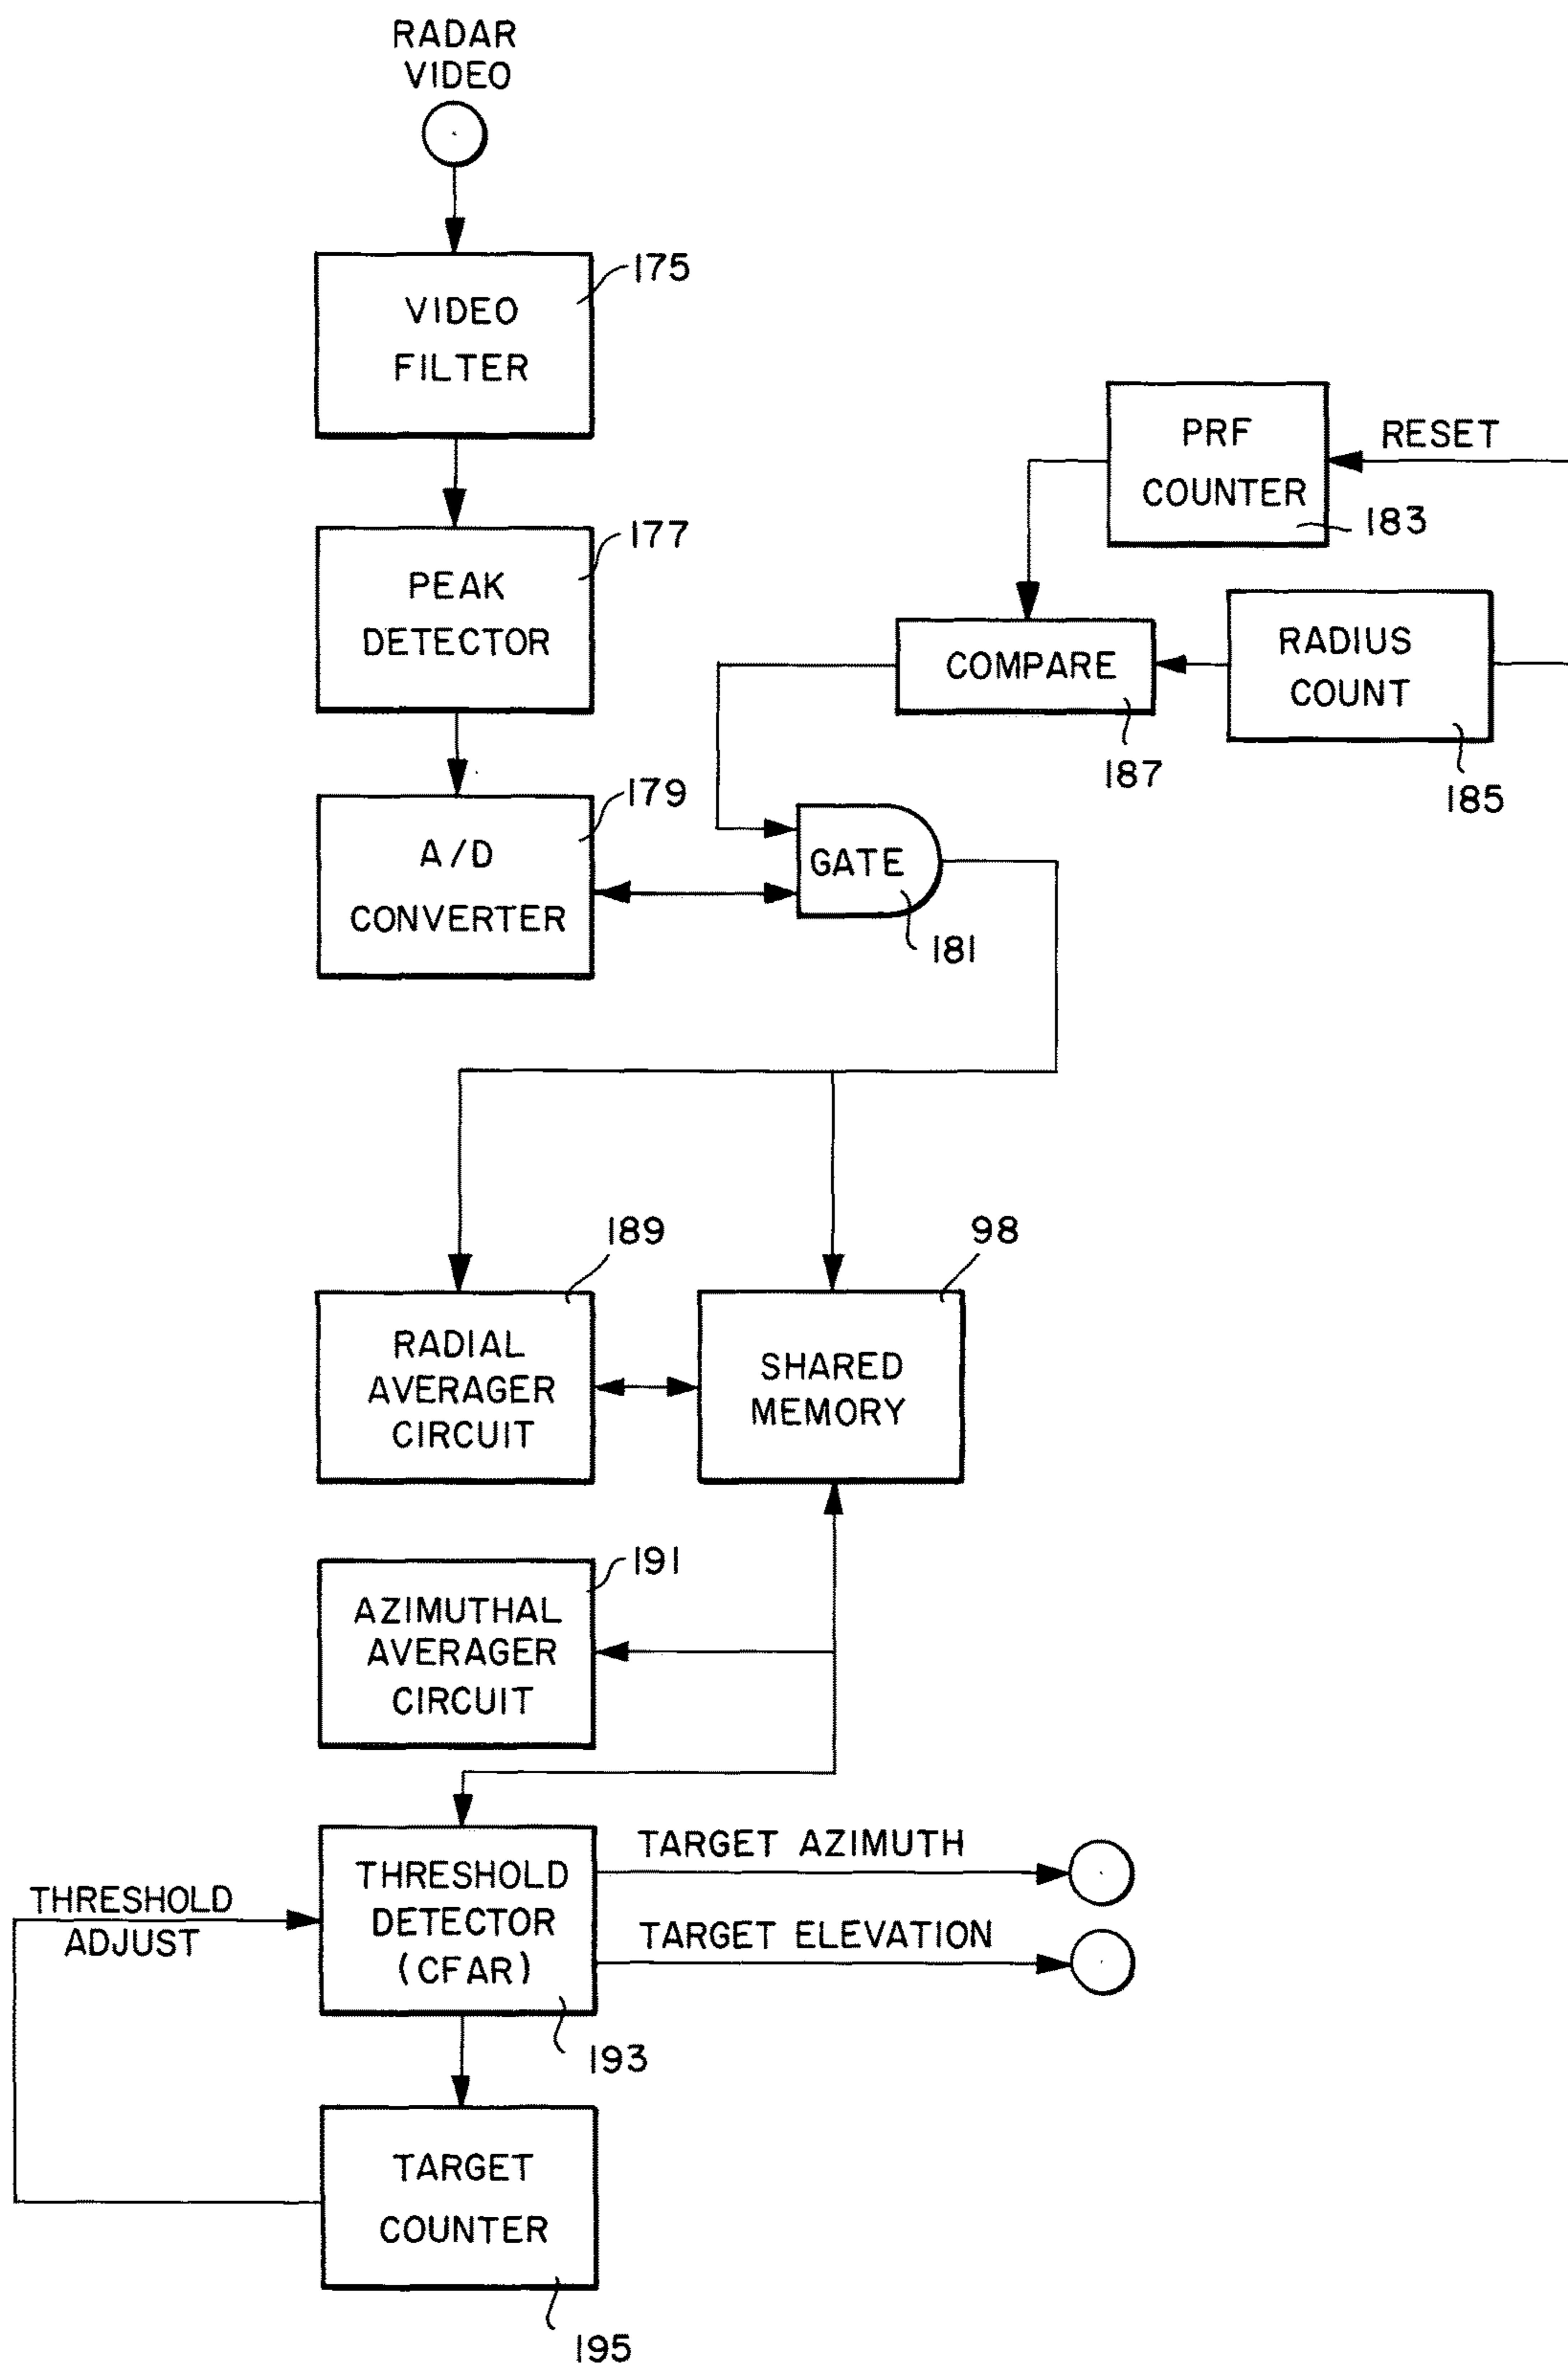 RADAR
VIDEO
175
VIDEO
FILTER
177
PEAK
DETECTOR
PRF
COUNTER
RESET
183
RADIUS
COUNT
185
COMPARE
187
179
A/D
CONVERTER
GATE
181
189
RADIAL
AVERAGER
CIRCUIT
98
SHARED
MEMORY
191
AZIMUTHAL
AVERAGER
CIRCUIT
THRESHOLD
ADJUST
THRESHOLD
DETECTOR
(CFAR)
193
TARGET AZIMUTH
TARGET ELEVATION
TARGET
COUNTER
195